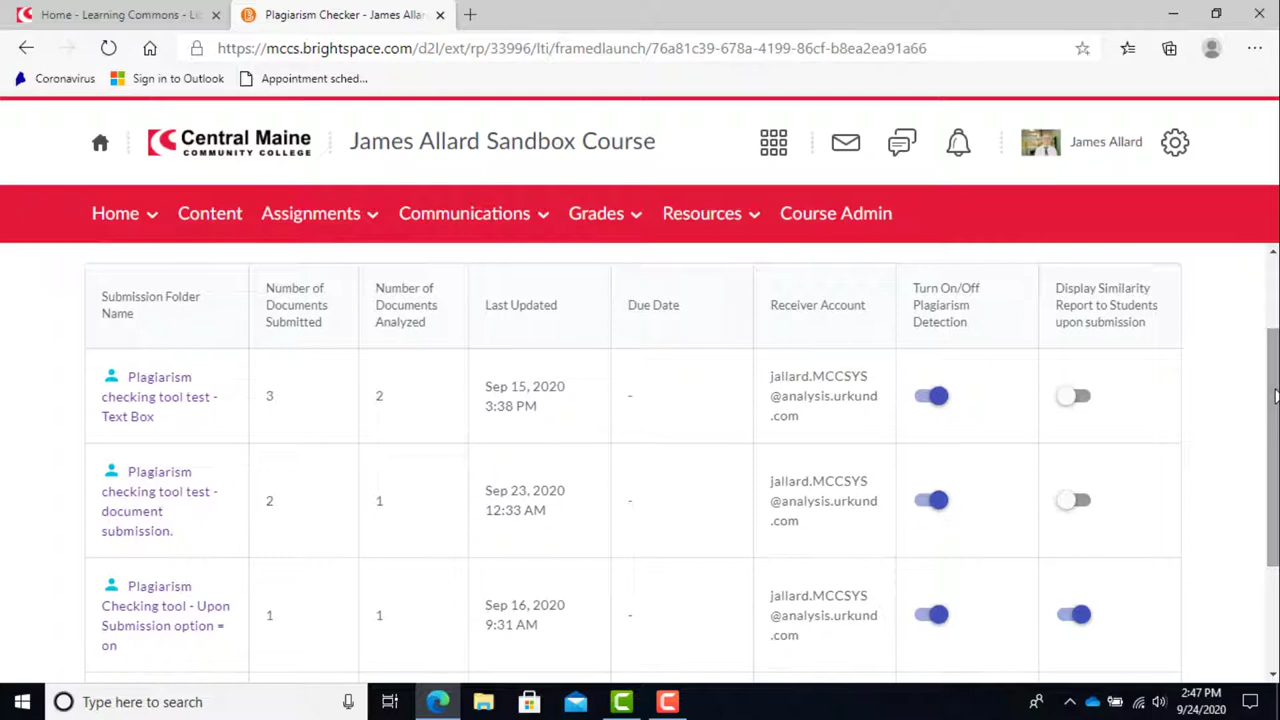 Home - Learning Commons - Li
Plagiarism Checker - James Allar
https://mccs.brightspace.com/d2l/ext/rp/33996/lti/framedlaunch/76a81c39-678a-4199-86cf-b8ea2ea91a66
Coronavirus
Sign in to Outlook
Appointment sched...
Central Maine
COMMUNITY COLLEGE
James Allard Sandbox Course
James Allard
Home
Content
Assignments
Communications
Grades
Resources
Course Admin
Submission Folder
Name
Number of
Documents
Submitted
Number of
Documents
Analyzed
Last Updated
Due Date
Receiver Account
Turn On/Off
Plagiarism
Detection
Display Similarity
Report to Students
upon submission
Plagiarism
checking tool test -
Text Box
3
2
Sep 15, 2020
3:38 PM
-
jallard.MCCSYS
@analysis.urkund
.com
Plagiarism
checking tool test -
document
submission.
2
1
Sep 23, 2020
12:33 AM
-
jallard.MCCSYS
@analysis.urkund
.com
Plagiarism
Checking tool - Upon
Submission option =
on
1
1
Sep 16, 2020
9:31 AM
-
jallard.MCCSYS
@analysis.urkund
.com
Type here to search
2:47 PM
9/24/2020